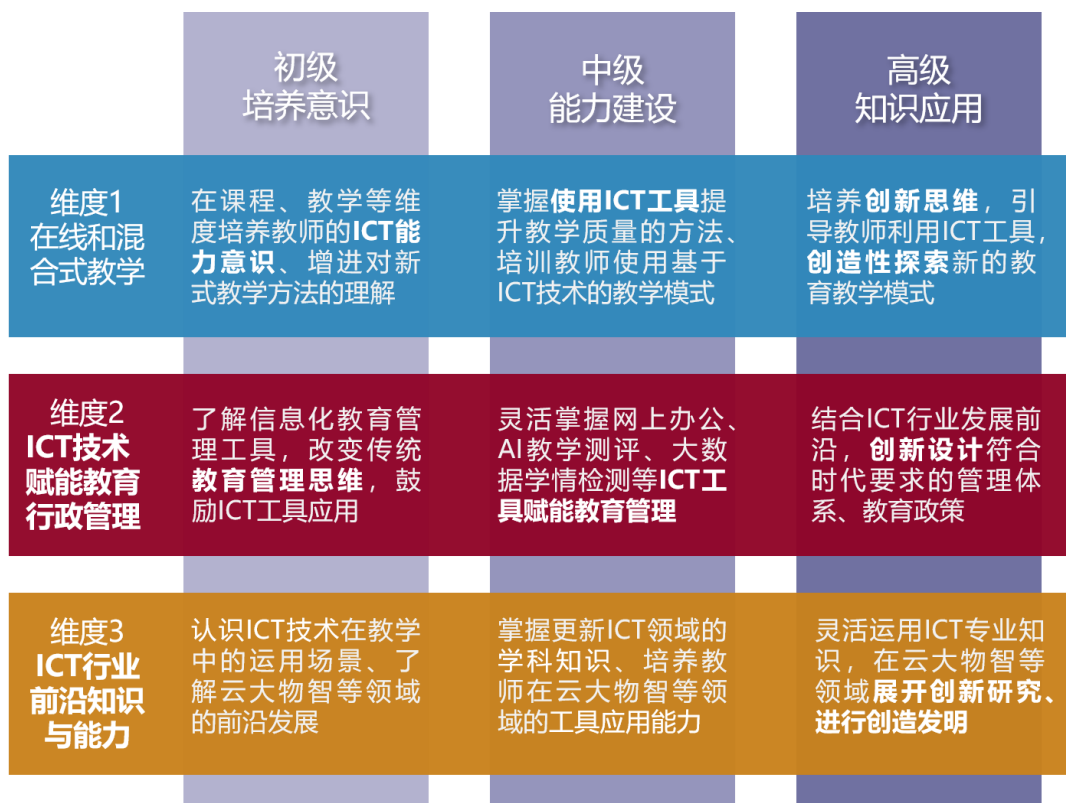 初级
培养意识
中级
能力建设
高级
知识应用
维度1
在线和混
合式教学
在课程、教学等维
度培养教师的ICT能
力意识、增进对新
式教学方法的理解
掌握使用ICT工具提
升教学质量的方法、
培训教师使用基于
ICT技术的教学模式
培养创新思维，引
导教师利用ICT工具，
创造性探索新的教
育教学模式
维度2
ICT技术
赋能教育
行政管理
了解信息化教育管
理工具，改变传统
教育管理思维，鼓
励ICT工具应用
灵活掌握网上办公、
AI教学测评、大数
据学情检测等ICT工
具赋能教育管理
结合ICT行业发展前
沿，创新设计符合
时代要求的管理体
系、教育政策
维度3
ICT行业
前沿知识
与能力
认识ICT技术在教学
中的运用场景、了
解云大物智等领域
的前沿发展
掌握更新ICT领域的
学科知识、培养教
师在云大物智等领
域的工具应用能力
灵活运用ICT专业知
识，在云大物智等
领域展开创新研究、
进行创造发明